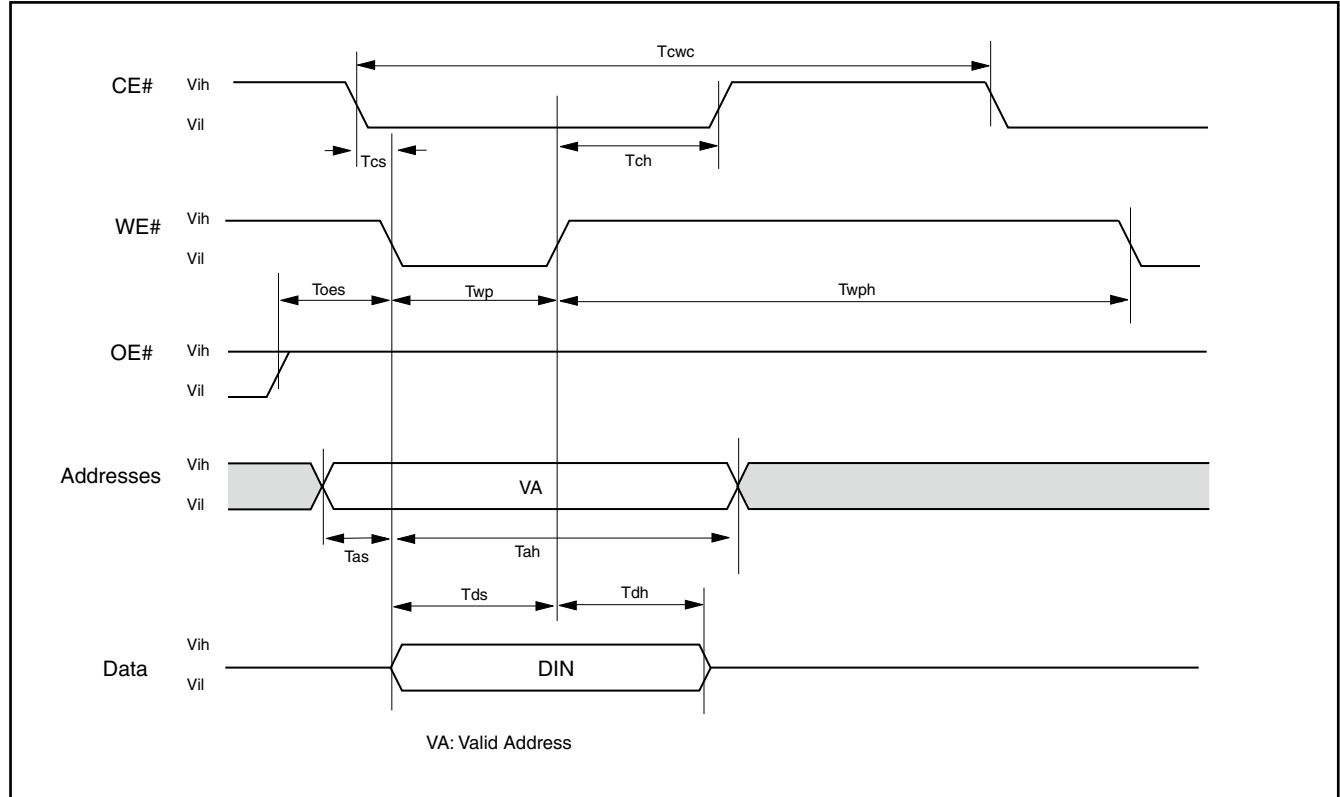 Tcwc
CE# Vih
Vil
Tcs
Tch
WE# Vih
Vil
Toes Twp Twph
OE# Vih
Vil
Addresses Vih
Vil
VA
Tas Tah
Tds Tdh
Data Vih
Vil
DIN
VA: Valid Address